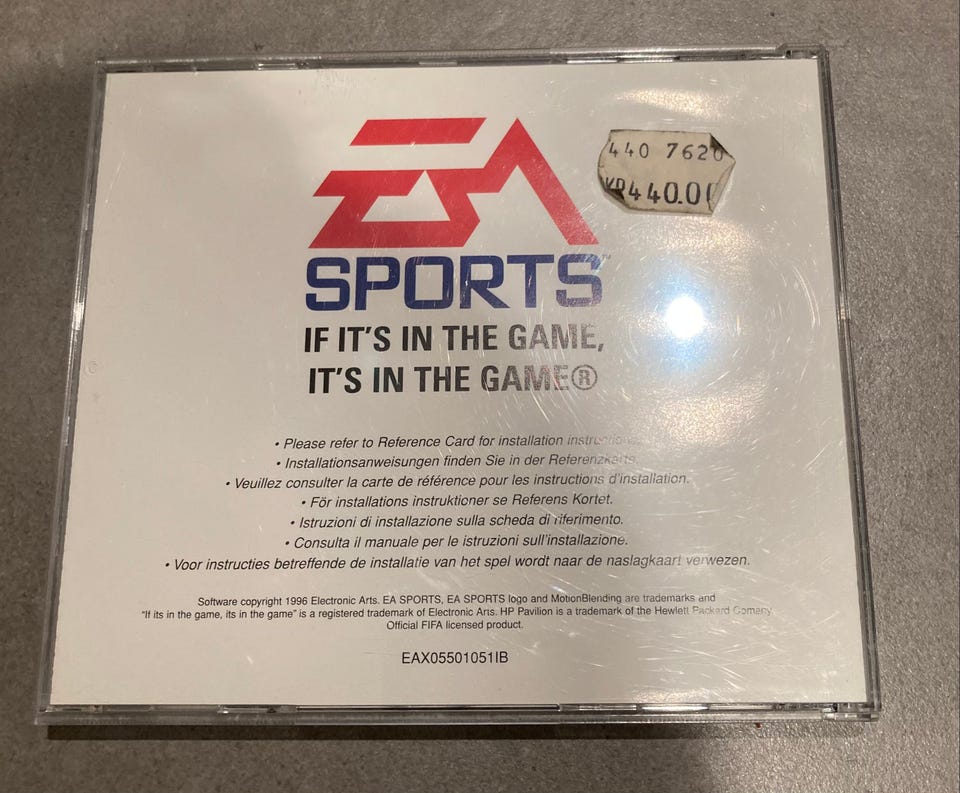 EA
SPORTS™
440 7620
KR440.0
IF IT'S IN THE GAME,
IT'S IN THE GAME®
• Please refer to Reference Card for installation instructions.
• Installationsanweisungen finden Sie in der Referenzkarte.
• Veuillez consulter la carte de référence pour les instructions d'installation.
• För installations instruktioner se Referens Kortet.
• Istruzioni di installazione sulla scheda di riferimento.
• Consulta il manuale per le istruzioni sull'installazione.
• Voor instructies betreffende de installatie van het spel wordt naar de naslagkaart verwezen.
Software copyright 1996 Electronic Arts. EA SPORTS, EA SPORTS logo and MotionBlending are trademarks and
"If its in the game, its in the game" is a registered trademark of Electronic Arts. HP Pavilion is a trademark of the Hewlett Packard Comany.
Official FIFA licensed product.
EAX05501051IB